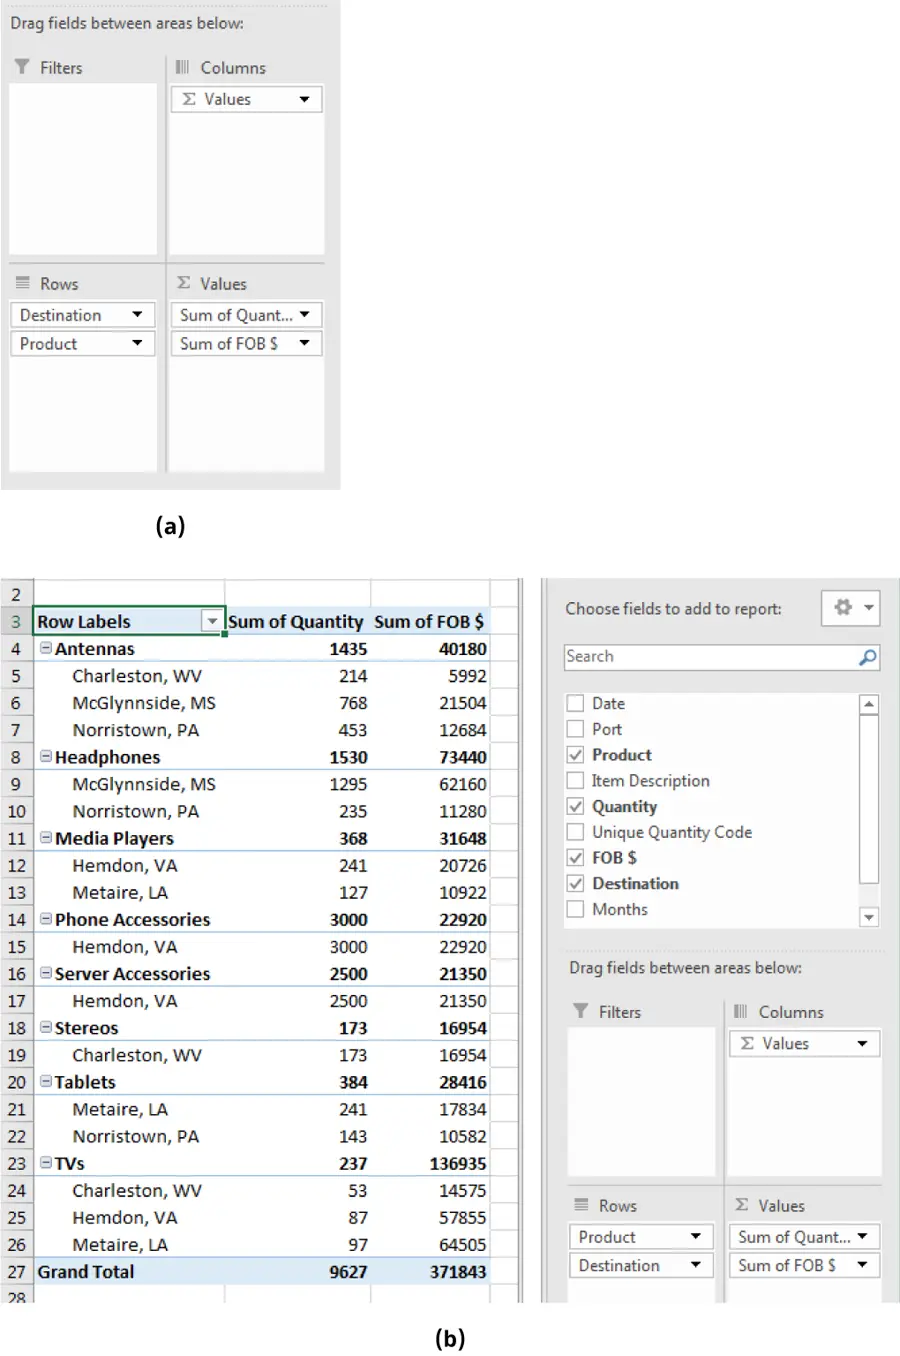 Drag fields between areas below:
Filters
Columns
Σ Values
Rows
Σ Values
Destination
Sum of Quant...
Product
Sum of FOB $
(a)
2
3 Row Labels Sum of Quantity Sum of FOB $
4 Antennas 1435 40180
5 Charleston, WV 214 5992
6 McGlynnside, MS 768 21504
7 Norristown, PA 453 12684
8 Headphones 1530 73440
9 McGlynnside, MS 1295 62160
10 Norristown, PA 235 11280
11 Media Players 368 31648
12 Hemdon, VA 241 20726
13 Metaire, LA 127 10922
14 Phone Accessories 3000 22920
15 Hemdon, VA 3000 22920
16 Server Accessories 2500 21350
17 Hemdon, VA 2500 21350
18 Stereos 173 16954
19 Charleston, WV 173 16954
20 Tablets 384 28416
21 Metaire, LA 241 17834
22 Norristown, PA 143 10582
23 TVs 237 136935
24 Charleston, WV 53 14575
25 Hemdon, VA 87 57855
26 Metaire, LA 97 64505
27 Grand Total 9627 371843
28
Choose fields to add to report:
Search
Date
Port
Product
Item Description
Quantity
Unique Quantity Code
FOB $
Destination
Months
Drag fields between areas below:
Filters
Columns
Σ Values
Rows
Σ Values
Product
Sum of Quant...
Destination
Sum of FOB $
(b)